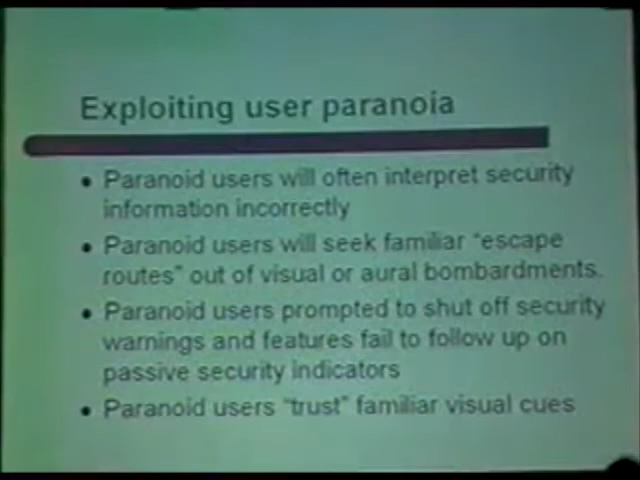 Exploiting user paranoia
• Paranoid users will often interpret security
information incorrectly
• Paranoid users will seek familiar "escape
routes" out of visual or aural bombardments.
• Paranoid users prompted to shut off security
warnings and features fail to follow up on
passive security indicators
• Paranoid users "trust" familiar visual cues